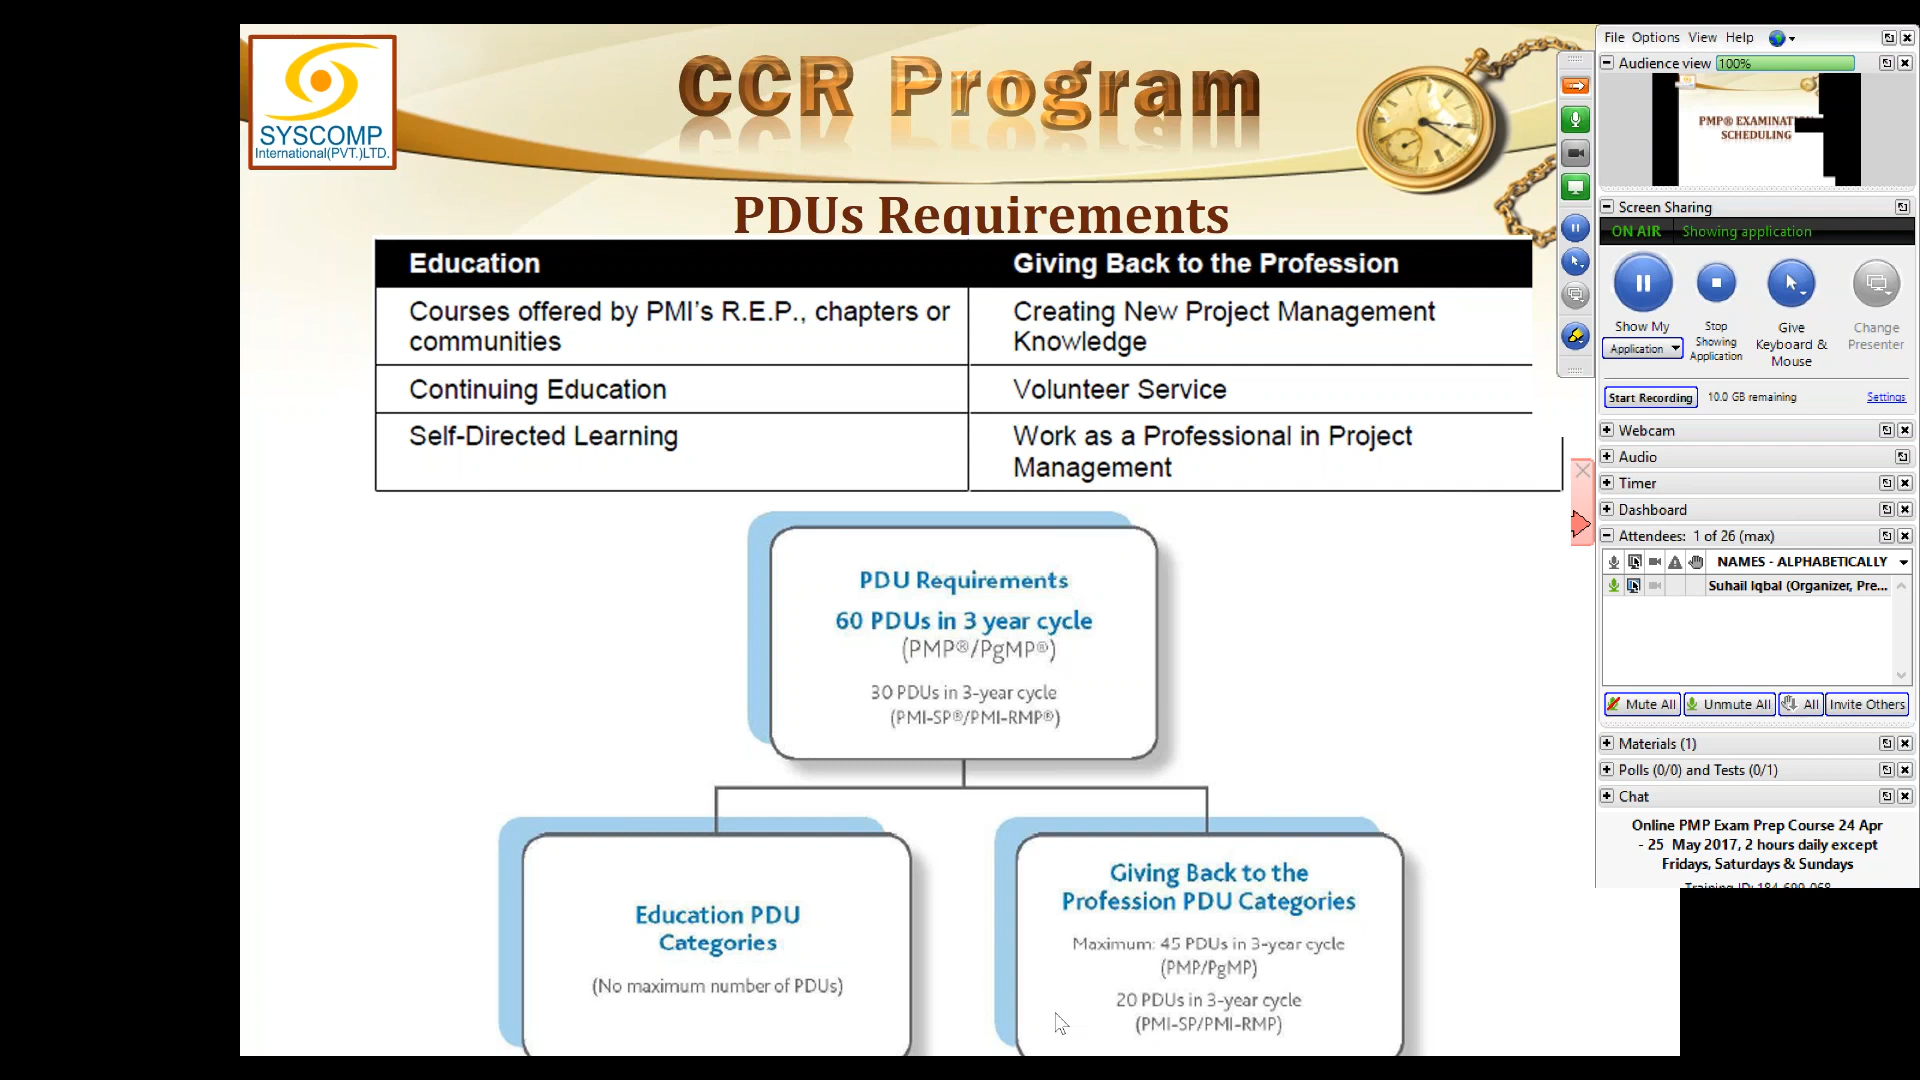 SYSCOMP
International(PVT.)LTD.
CCR Program
PDUs Requirements
Education
Giving Back to the Profession
Courses offered by PMI's R.E.P., chapters or
communities
Creating New Project Management
Knowledge
Continuing Education
Volunteer Service
Self-Directed Learning
Work as a Professional in Project
Management
PDU Requirements
60 PDUs in 3 year cycle
(PMP®/PgMP®)
30 PDUs in 3-year cycle
(PMI-SP®/PMI-RMP®)
Education PDU
Categories
(No maximum number of PDUs)
Giving Back to the
Profession PDU Categories
Maximum: 45 PDUs in 3-year cycle
(PMP/PgMP)
20 PDUs in 3-year cycle
(PMI-SP/PMI-RMP)
File Options View Help
Audience view 100%
PMP® EXAMINATION
SCHEDULING
Screen Sharing
ON AIR Showing application
Show My
Application
Stop
Showing
Application
Give
Keyboard &
Mouse
Change
Presenter
Start Recording 10.0 GB remaining Settings
Webcam
Audio
Timer
Dashboard
Attendees: 1 of 26 (max)
NAMES - ALPHABETICALLY
Suhail Iqbal (Organizer, Pre...
Mute All Unmute All All Invite Others
Materials (1)
Polls (0/0) and Tests (0/1)
Chat
Online PMP Exam Prep Course 24 Apr
- 25 May 2017, 2 hours daily except
Fridays, Saturdays & Sundays
Training ID: 184-699-068